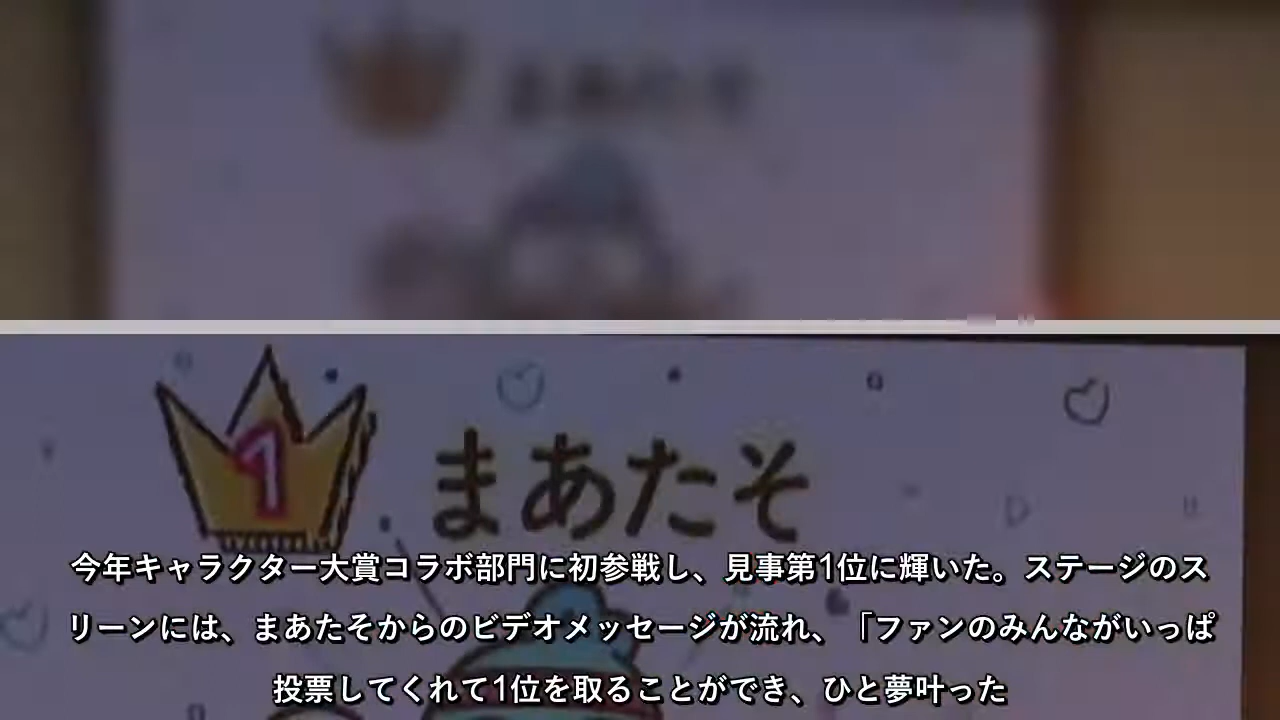 まあたそ
1
まあたそ
今年キャラクター大賞コラボ部門に初参戦し、見事第1位に輝いた。ステージのス
リーンには、まあたそからのビデオメッセージが流れ、「ファンのみんながいっぱ
投票してくれて1位を取ることができ、ひと夢叶った